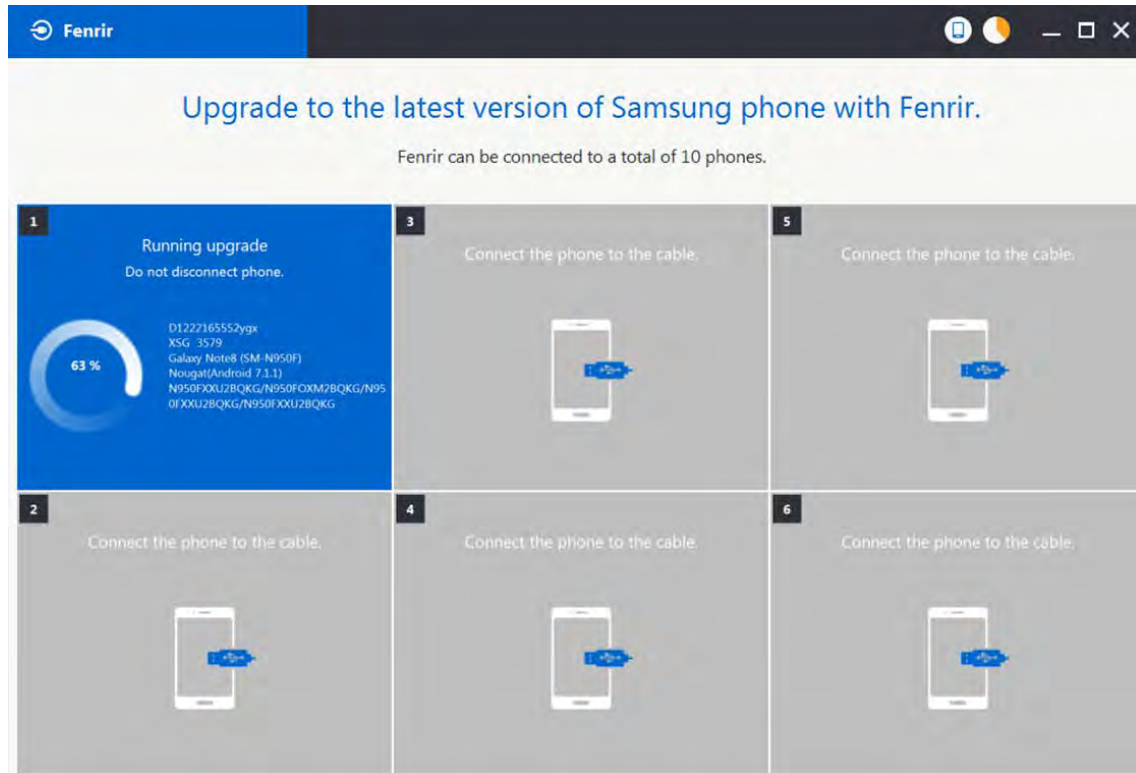 Fenrir
Upgrade to the latest version of Samsung phone with Fenrir.
Fenrir can be connected to a total of 10 phones.
1
Running upgrade
Do not disconnect phone.
63 %
D1222165552ygx
XSG 3579
Galaxy Note8 (SM-N950F)
Nougat(Android 7.1.1)
N950FXXU2BQKG/N950FOXM2BQKG/N95
0FXXU2BQKG/N950FXXU2BQKG
3
Connect the phone to the cable.
5
Connect the phone to the cable.
2
Connect the phone to the cable.
4
Connect the phone to the cable.
6
Connect the phone to the cable.